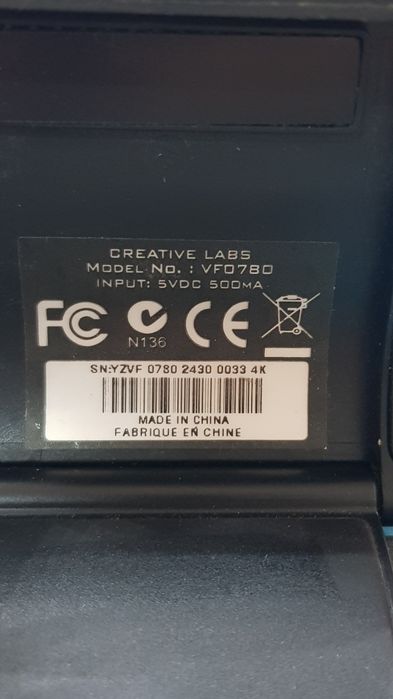 CREATIVE LABS
MODEL NO. : VF0780
INPUT: 5VDC 500MA
FC CE
N136
SN:YZVF 0780 2430 0033 4K
MADE IN CHINA
FABRIQUE EN CHINE